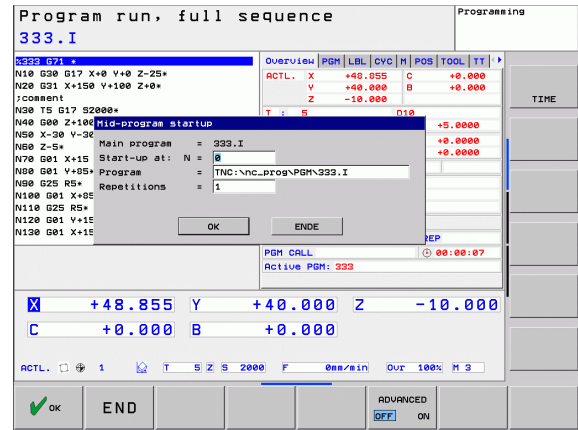 Program run, full sequence
Programming
333.I
%333 G71 *
N10 G30 G17 X+0 Y+0 Z-25*
N20 G31 X+150 Y+100 Z+0*
;comment
N30 T5 G17 S2000*
N40 G00 Z+100
N50 X-30 Y-30
N60 Z-5*
N70 G01 X+15
N80 G01 Y+85*
N90 G25 R5*
N100 G01 X+85
N110 G25 R5*
N120 G01 Y+15
N130 G01 X+15
Overview PGM LBL CYC M POS TOOL TT
ACTL. X +48.855 C +0.000
Y +40.000 B +0.000
Z -10.000
T : 5 D10
+5.0000
+0.0000
+0.0000
REP
PGM CALL 00:00:07
Active PGM: 333
Mid-program startup
Main program = 333.I
Start-up at: N = 0
Program = TNC:\nc_prog\PGM\333.I
Repetitions = 1
OK ENDE
TIME
X +48.855 Y +40.000 Z -10.000
C +0.000 B +0.000
ACTL. 1 T 5 Z S 2000 F 0mm/min Ovr 100% M 3
OK
END
ADVANCED
OFF ON